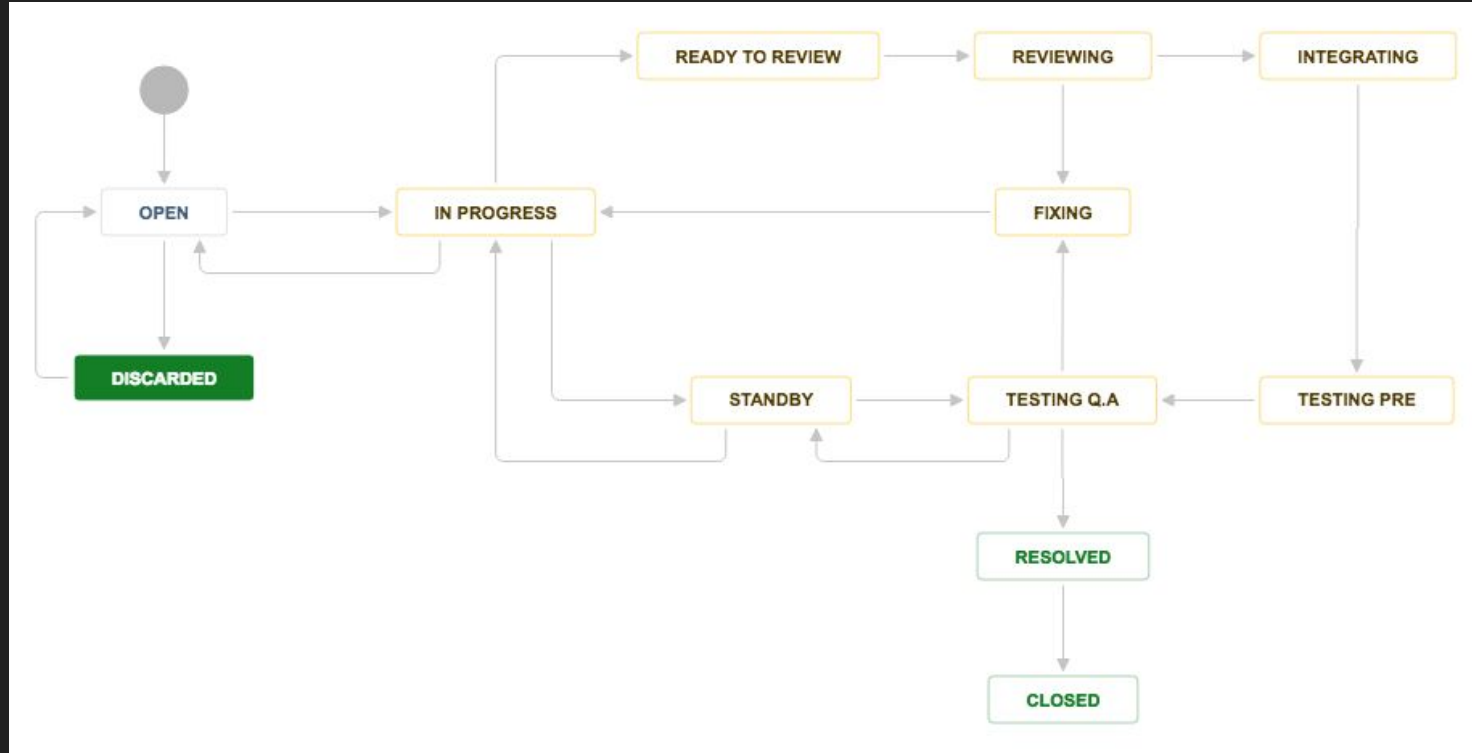 READY TO REVIEW
REVIEWING
INTEGRATING
OPEN
IN PROGRESS
FIXING
DISCARDED
STANDBY
TESTING Q.A
TESTING PRE
RESOLVED
CLOSED